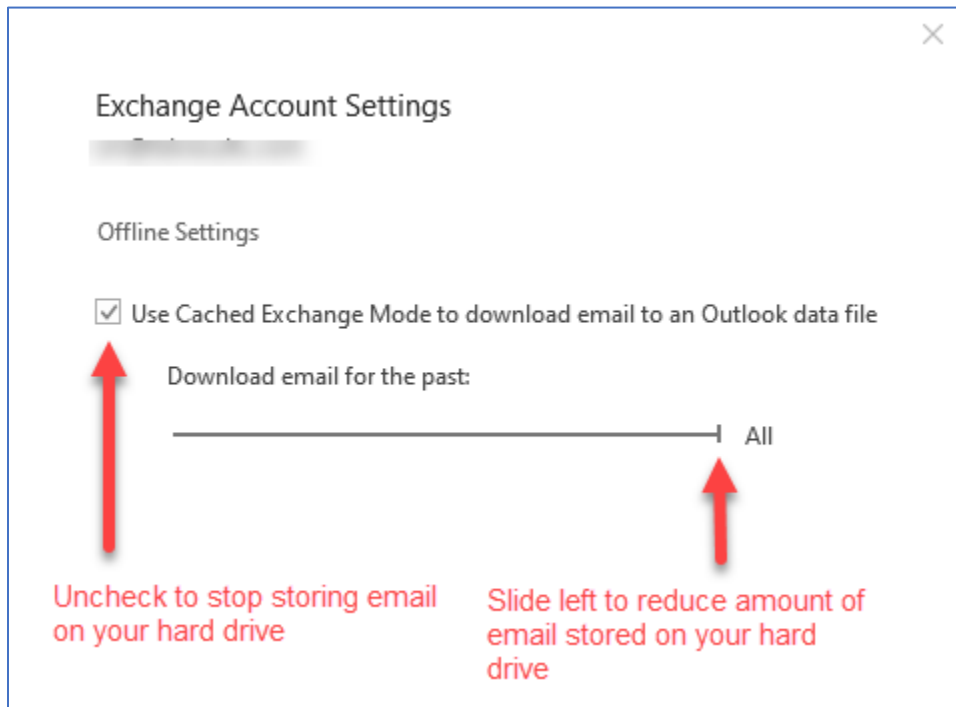 Exchange Account Settings
Offline Settings
Use Cached Exchange Mode to download email to an Outlook data file
Download email for the past:
All
Uncheck to stop storing email
on your hard drive
Slide left to reduce amount of
email stored on your hard
drive